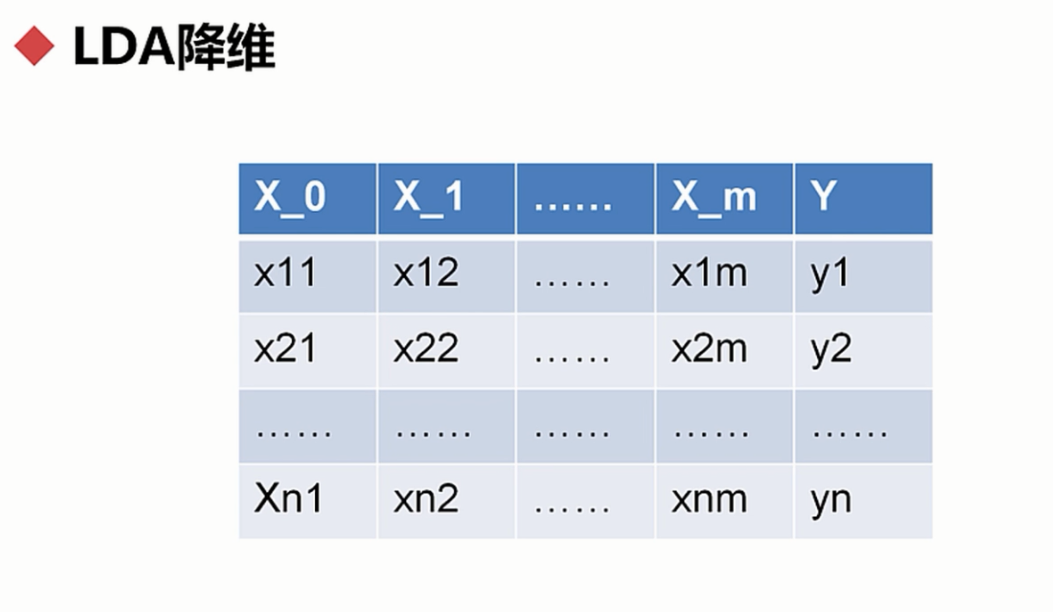 LDA降维
X_0 X_1 ...... X_m Y
x11 x12 ...... x1m y1
x21 x22 ...... x2m y2
...... ...... ...... ...... ......
Xn1 xn2 ...... xnm yn